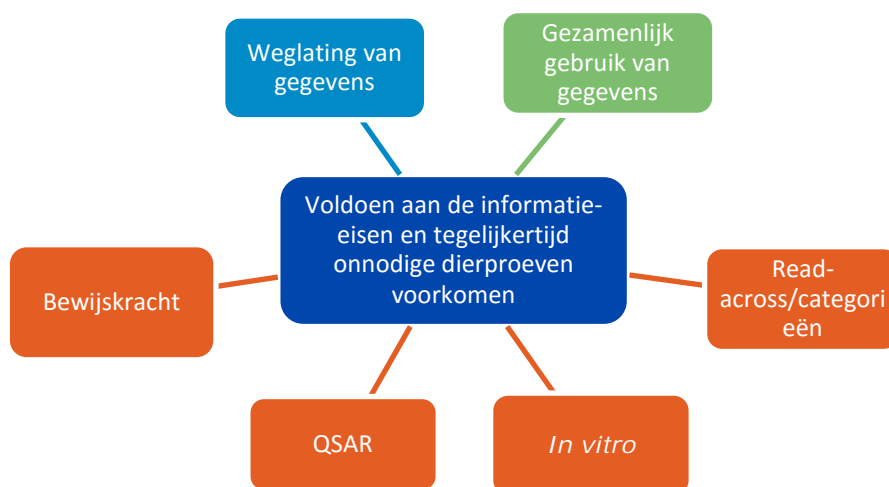 Weglating van
gegevens
Gezamenlijk
gebruik van
gegevens
Voldoen aan de informatie-
eisen en tegelijkertijd
onnodige dierproeven
voorkomen
Bewijskracht
Read-
across/categori
eën
QSAR
In vitro